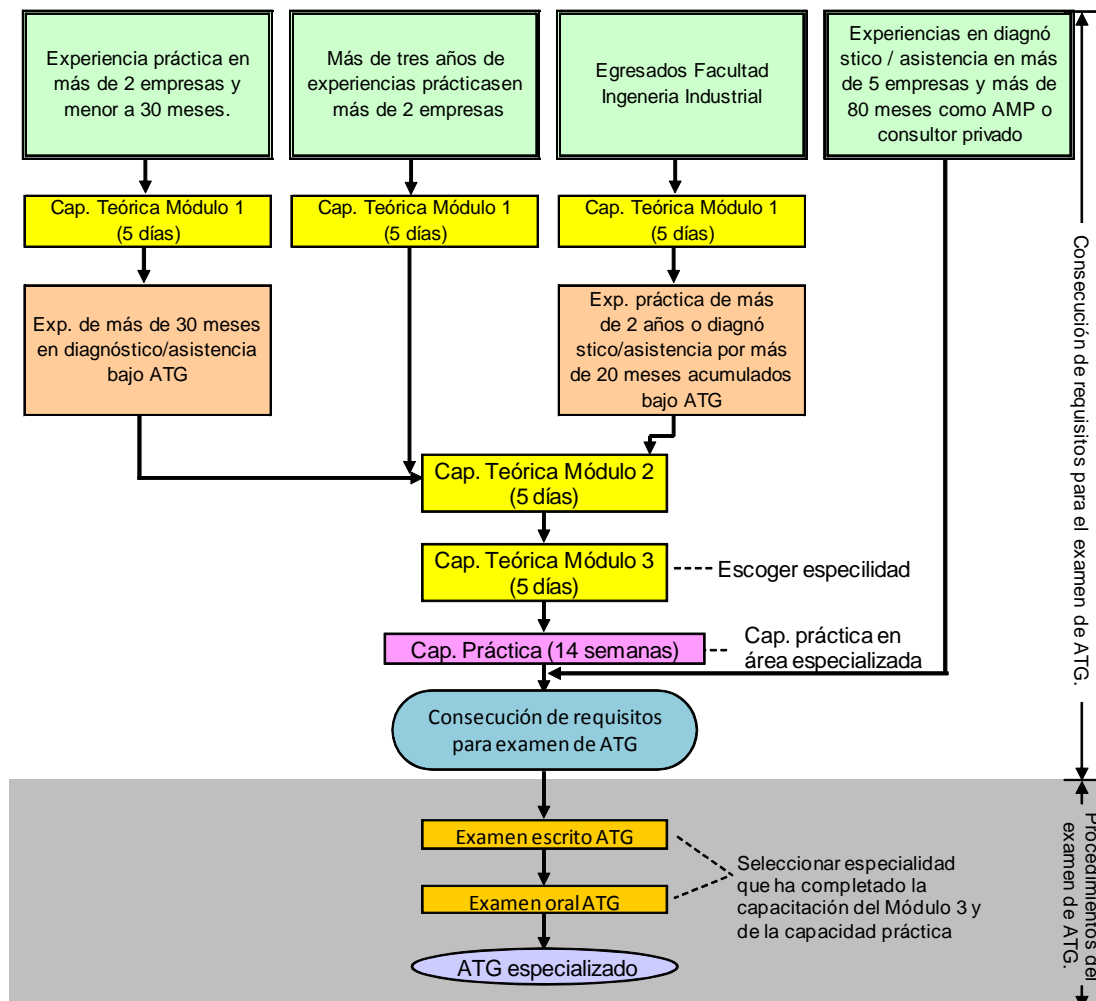 Experiencia práctica en
más de 2 empresas y
menor a 30 meses.
Más de tres años de
experiencias prácticasen
más de 2 empresas
Egresados Facultad
Ingeneria Industrial
Experiencias en diagnó
stico / asistencia en más
de 5 empresas y más de
80 meses como AMP o
consultor privado
Cap. Teórica Módulo 1
(5 días)
Cap. Teórica Módulo 1
(5 días)
Cap. Teórica Módulo 1
(5 días)
Exp. de más de 30 meses
en diagnóstico/asistencia
bajo ATG
Exp. práctica de más
de 2 años o diagnó
stico/asistencia por más
de 20 meses acumulados
bajo ATG
Cap. Teórica Módulo 2
(5 días)
Cap. Teórica Módulo 3
(5 días)
Escoger especilidad
Cap. Práctica (14 semanas)
Cap. práctica en
área especializada
Consecución de requisitos
para examen de ATG
Consecución de requisitos para el examen de ATG.
Examen escrito ATG
Examen oral ATG
ATG especializado
Seleccionar especialidad
que ha completado la
capacitación del Módulo 3 y
de la capacidad práctica
Procedimientos del
examen de ATG.